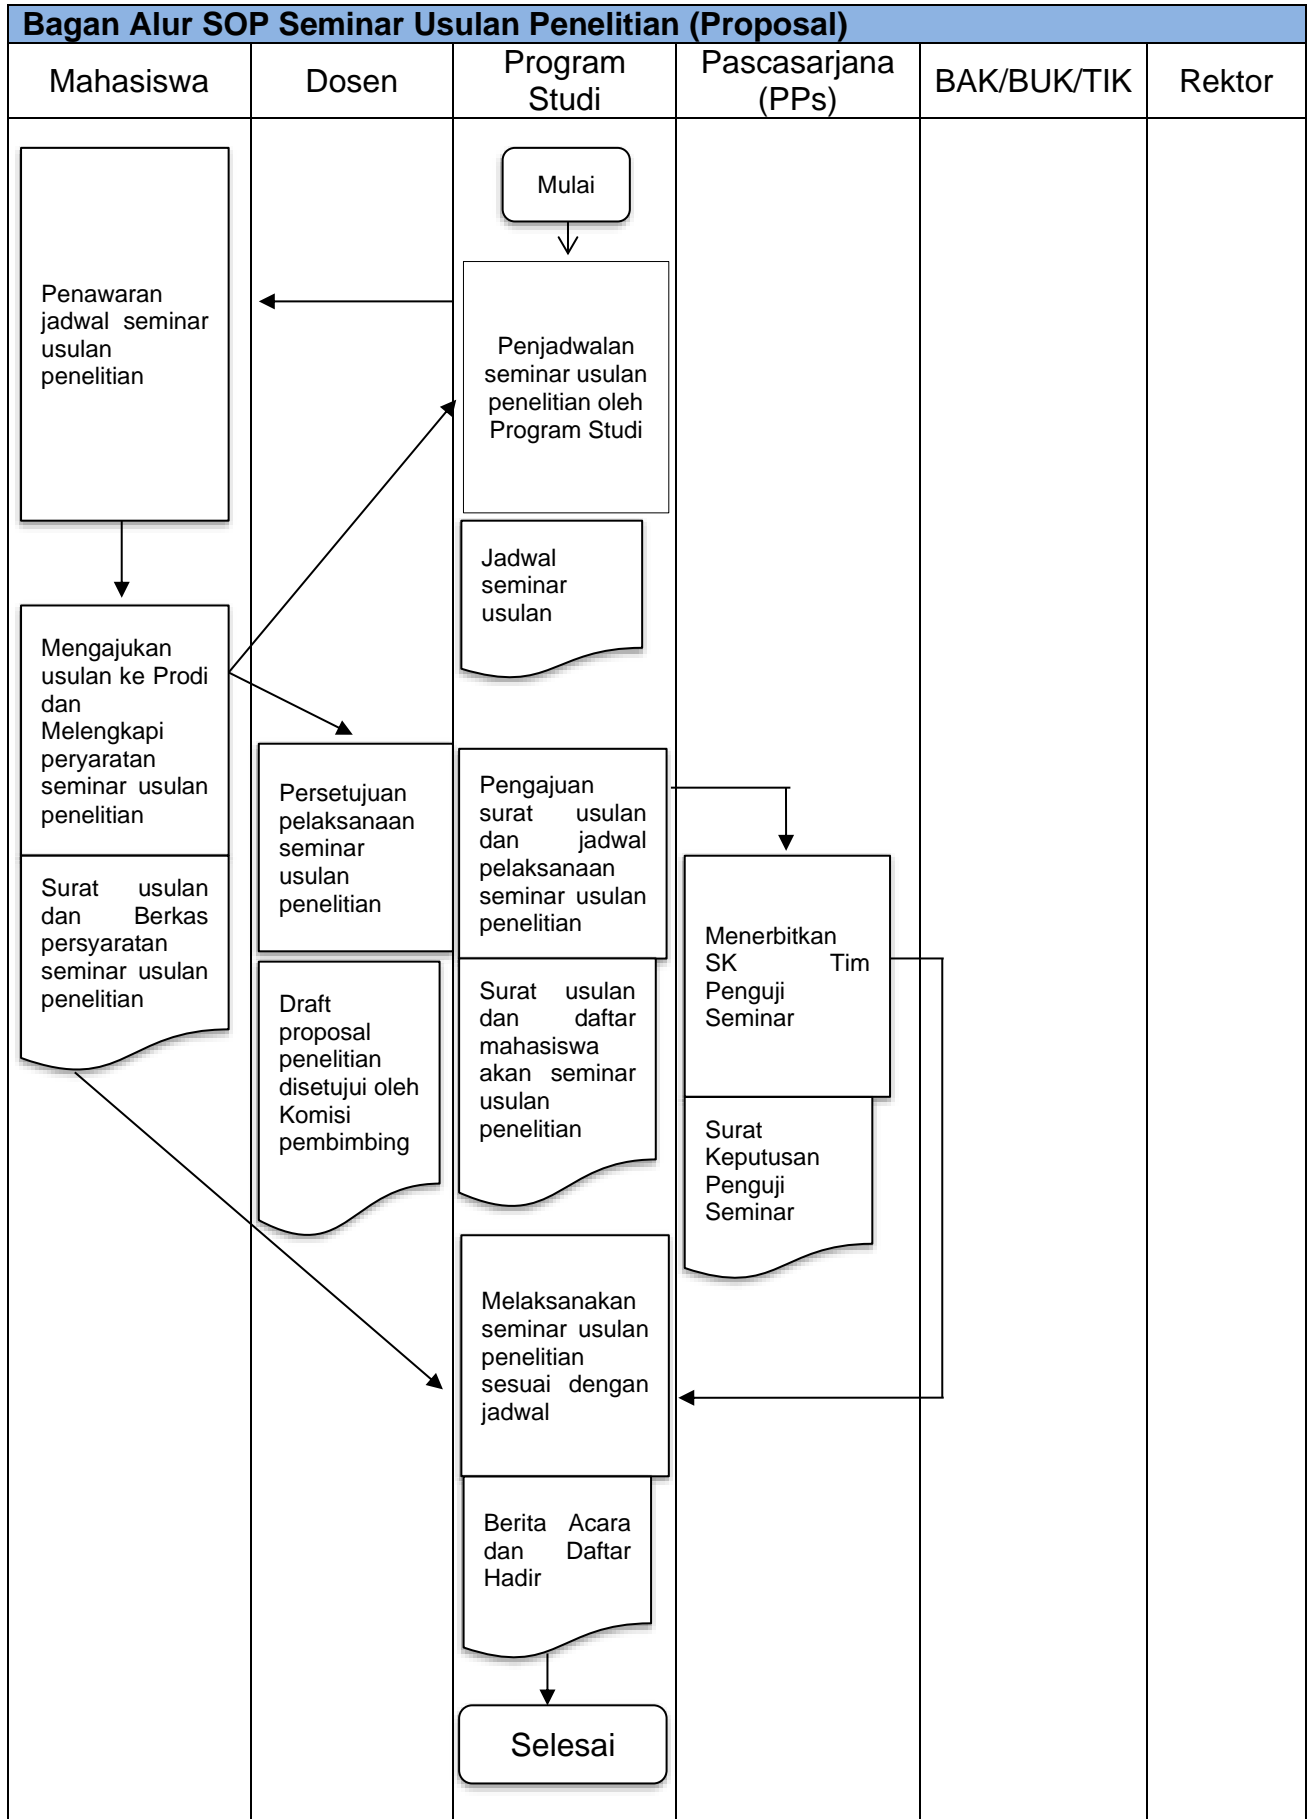 Bagan Alur SOP Seminar Usulan Penelitian (Proposal)
Mahasiswa
Dosen
Program
Studi
Pascasarjana
(PPs)
BAK/BUK/TIK
Rektor
Mulai
Penawaran
jadwal seminar
usulan
penelitian
Penjadwalan
seminar usulan
penelitian oleh
Program Studi
Jadwal
seminar
usulan
Mengajukan
usulan ke Prodi
dan
Melengkapi
peryaratan
seminar usulan
penelitian
Surat usulan
dan Berkas
persyaratan
seminar usulan
penelitian
Persetujuan
pelaksanaan
seminar
usulan
penelitian
Draft
proposal
penelitian
disetujui oleh
Komisi
pembimbing
Pengajuan
surat usulan
dan jadwal
pelaksanaan
seminar usulan
penelitian
Surat usulan
dan daftar
mahasiswa
akan seminar
usulan
penelitian
Menerbitkan
SK Tim
Penguji
Seminar
Surat
Keputusan
Penguji
Seminar
Melaksanakan
seminar usulan
penelitian
sesuai dengan
jadwal
Berita Acara
dan Daftar
Hadir
Selesai